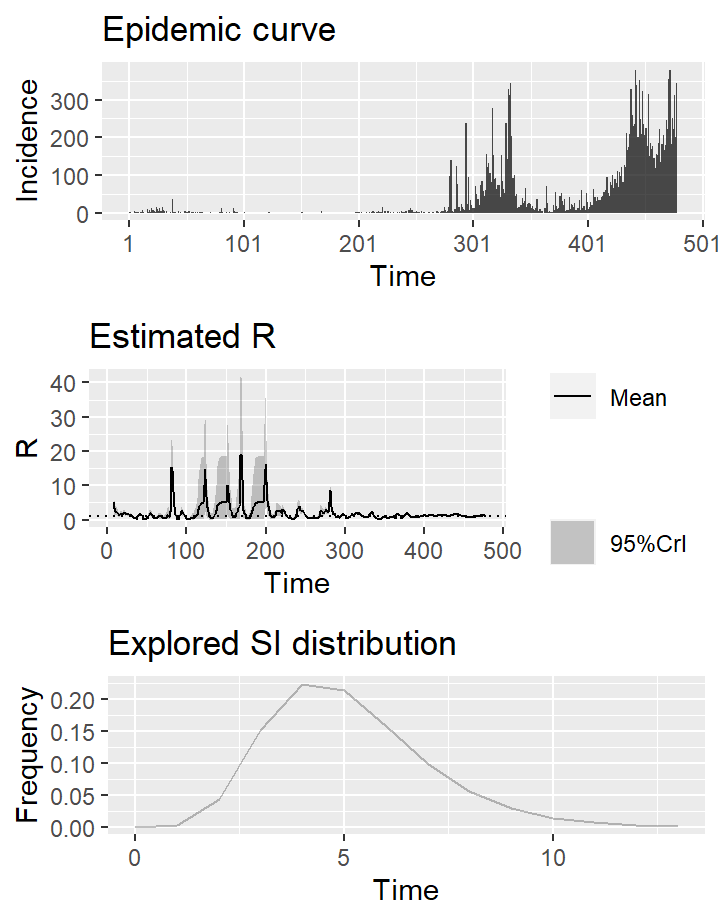 Epidemic curve
Incidence
300
200
100
0
1 101 201 301 401 501
Time
Estimated R
R
40
30
20
10
0
0 100 200 300 400 500
Time
Mean
95%CrI
Explored SI distribution
Frequency
0.20
0.15
0.10
0.05
0.00
0 5 10
Time